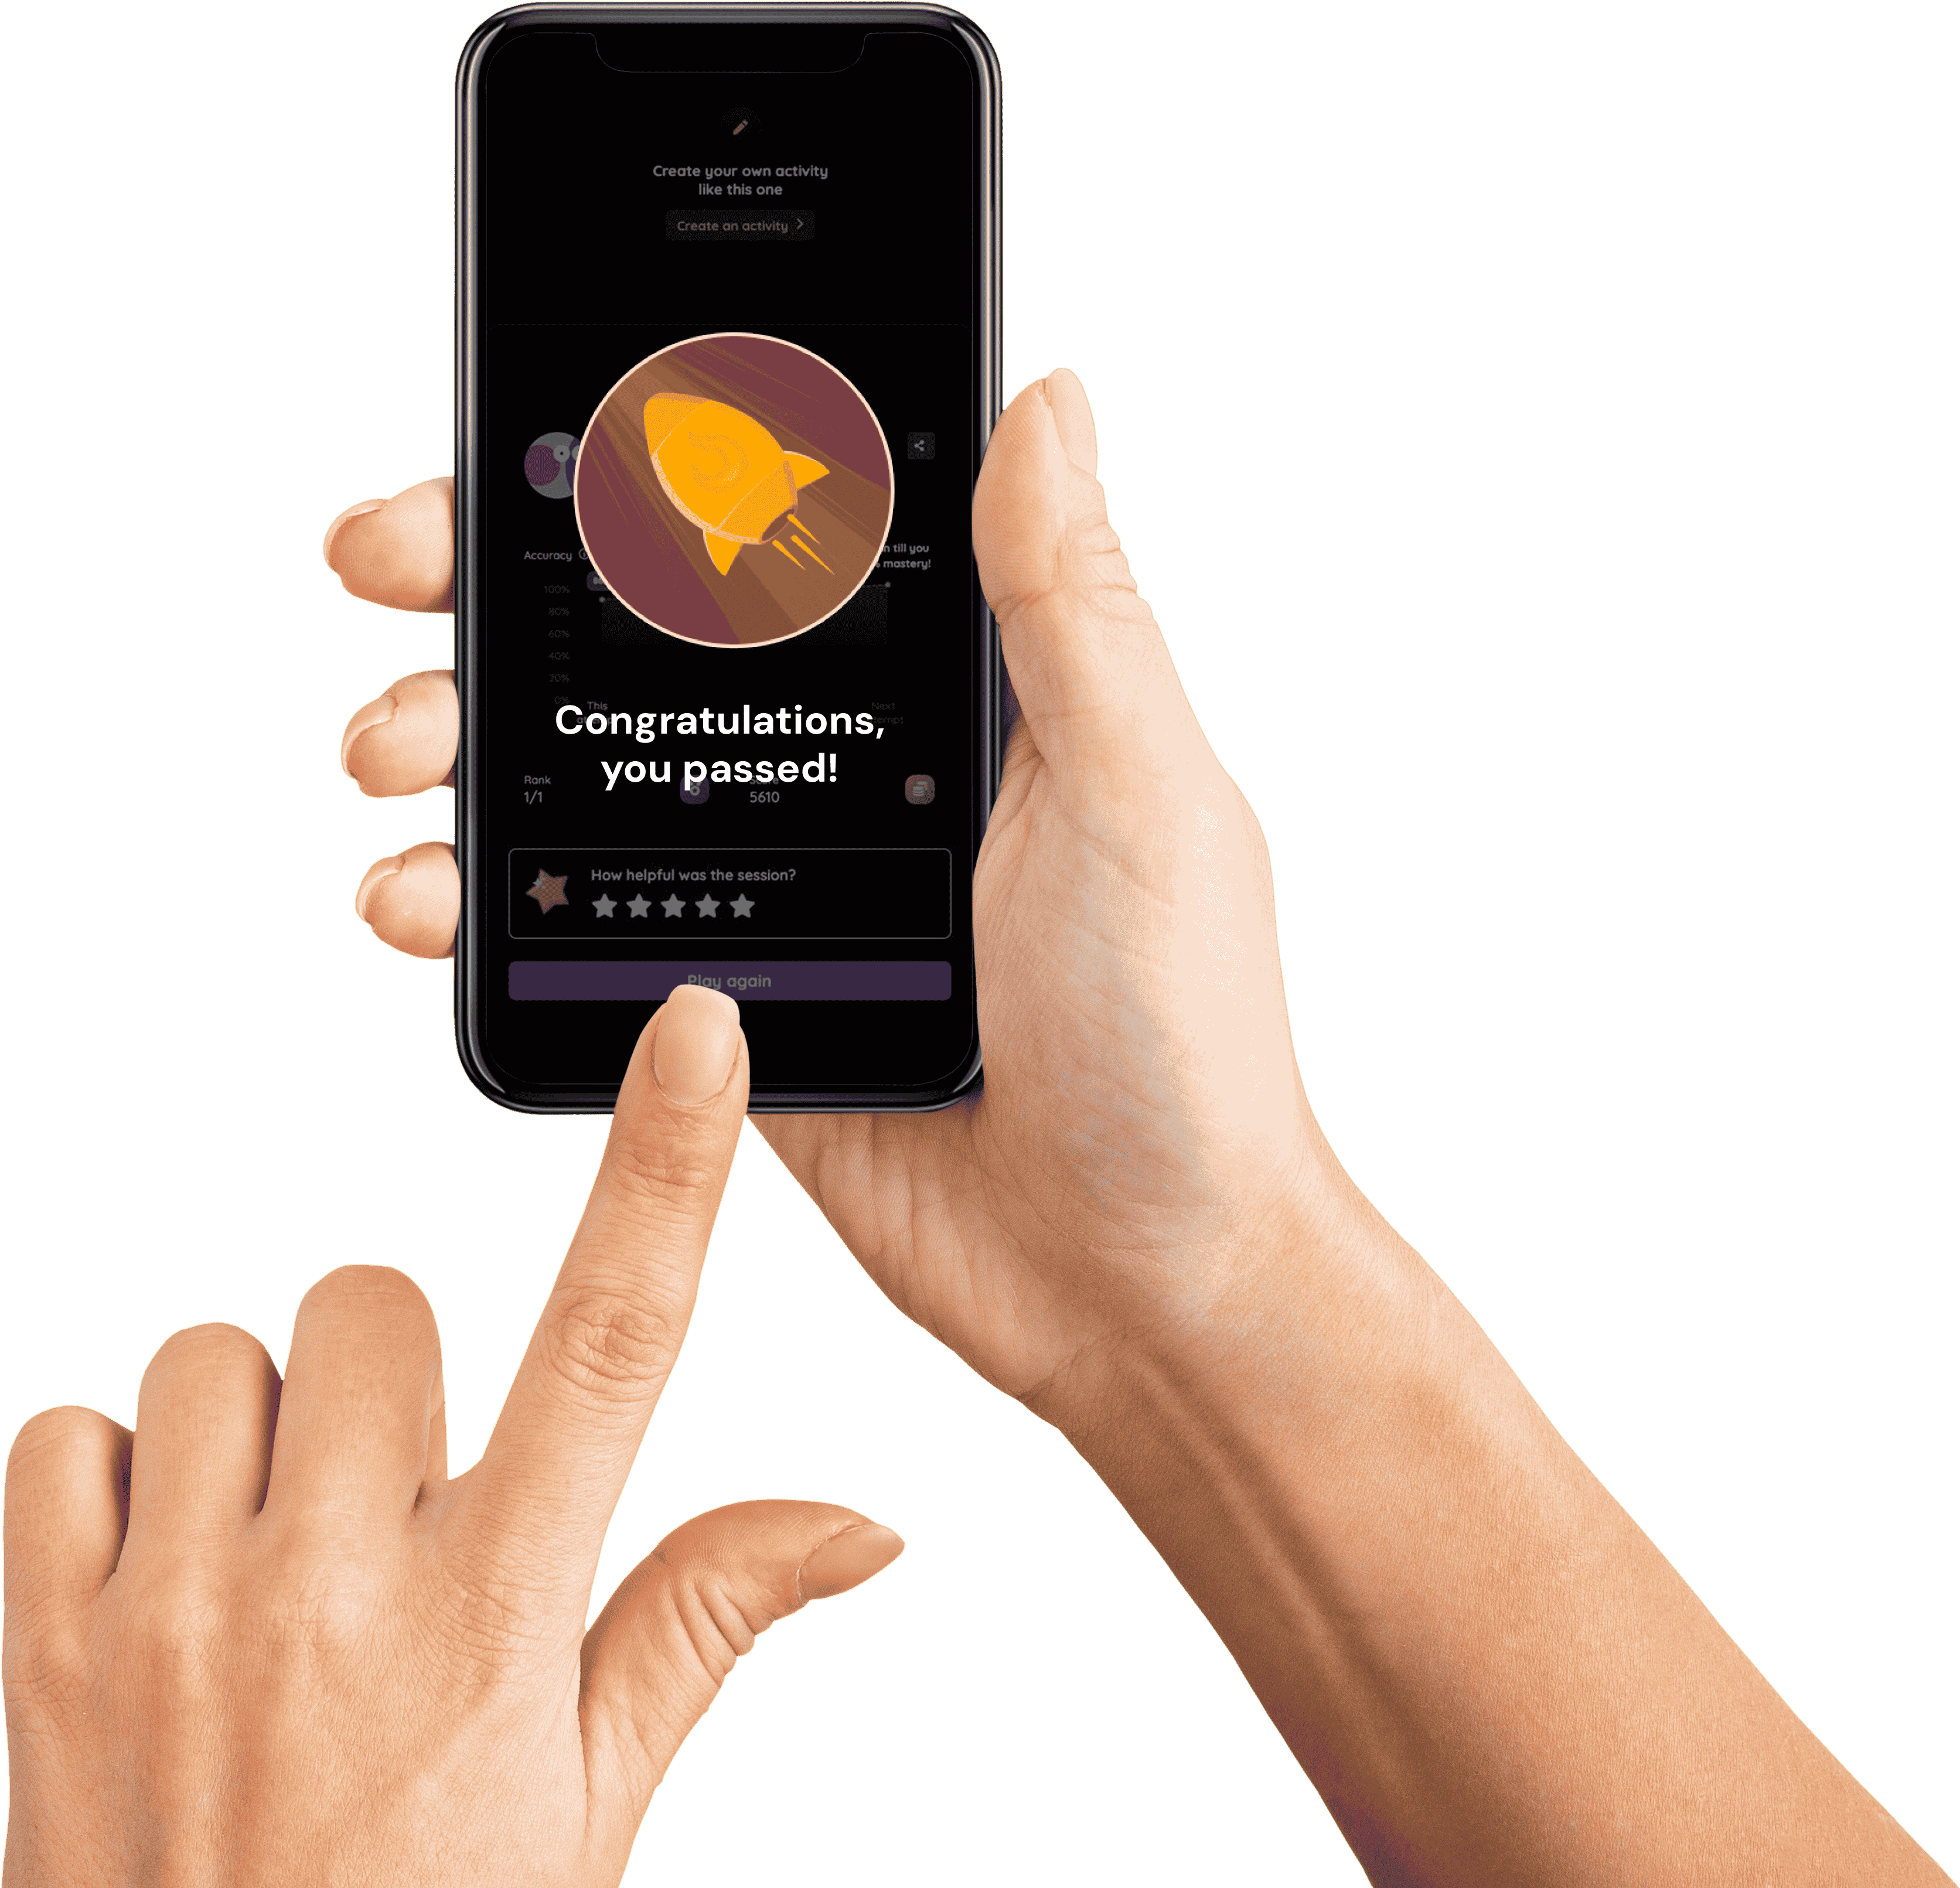 Create your own activity
like this one
Create an activity
Accuracy
n till you
mastery!
100%
80%
60%
40%
20%
0%
This
Next
Congratulations,
you passed!
Rank
1/1
5610
How helpful was the session?
Play again